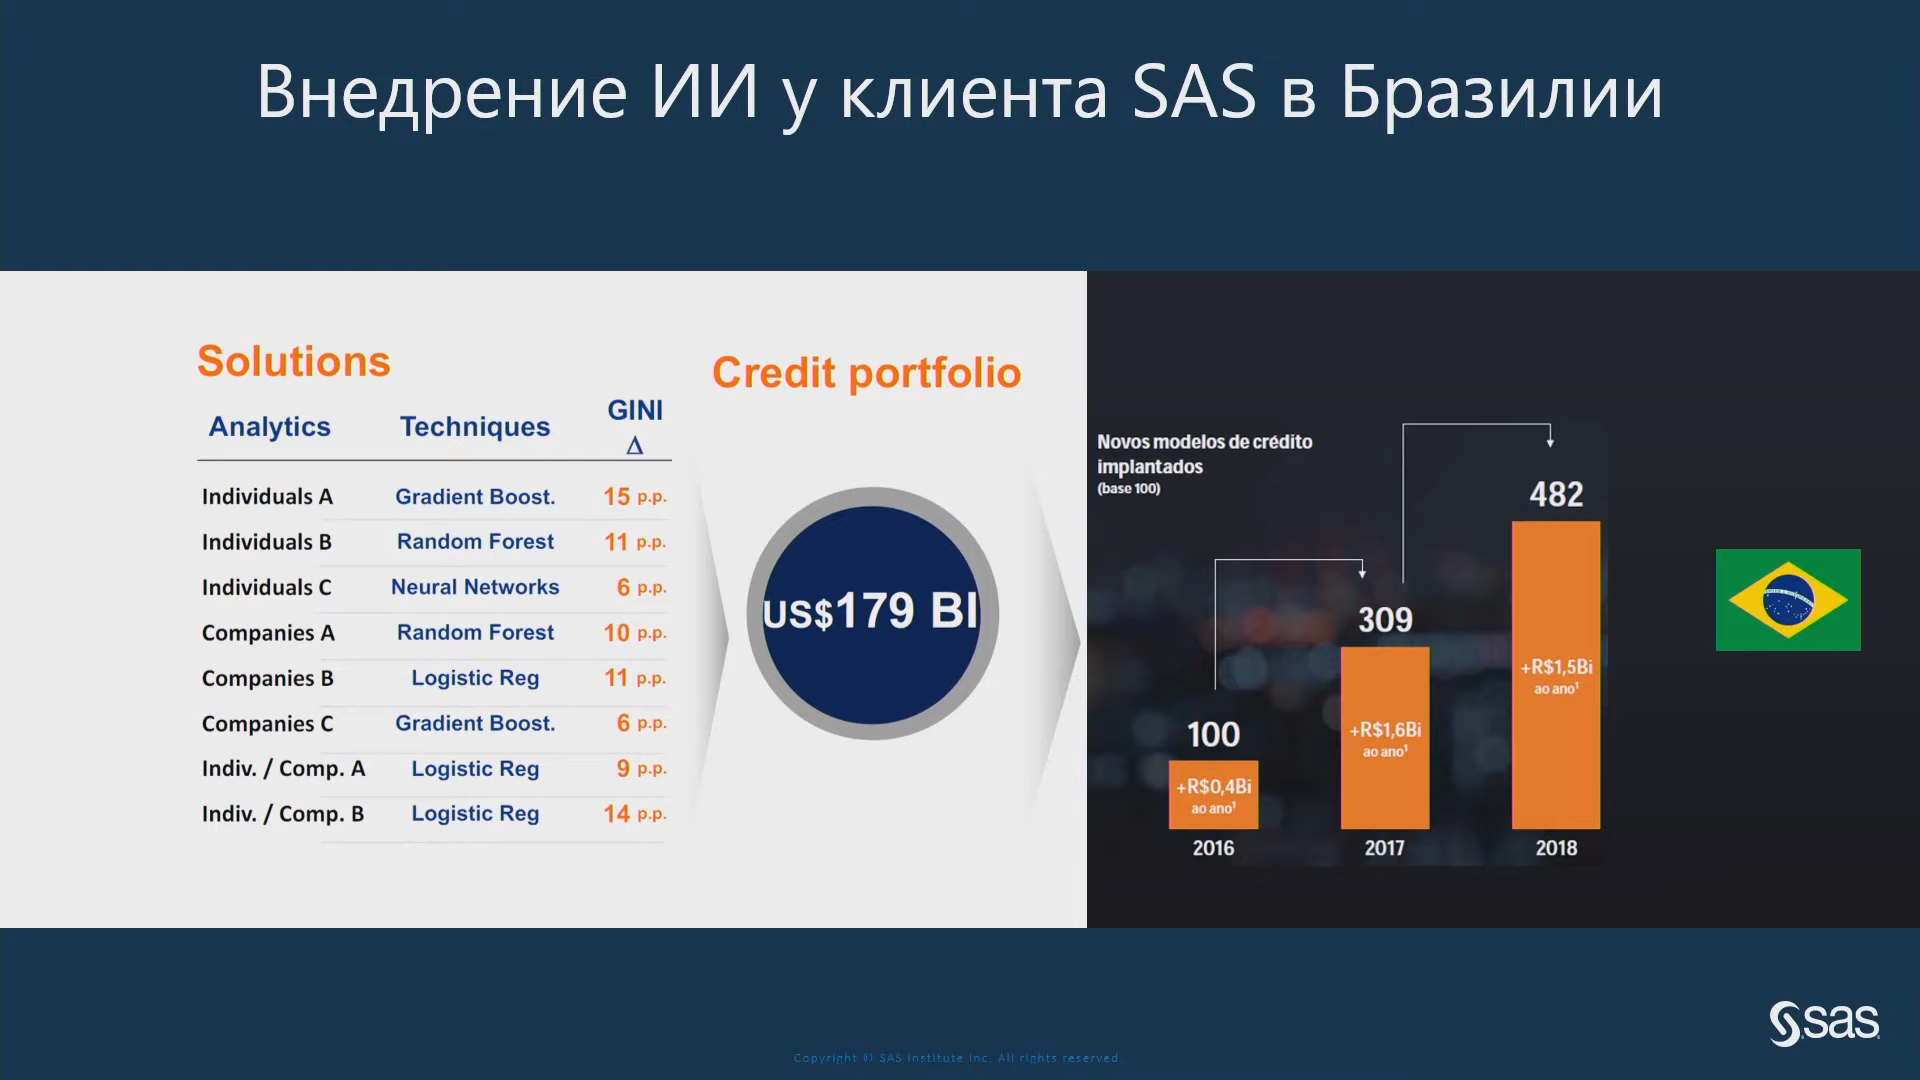 Внедрение ИИ у клиента SAS в Бразилии
Solutions
Analytics Techniques GINI Δ
Individuals A Gradient Boost. 15 p.p.
Individuals B Random Forest 11 p.p.
Individuals C Neural Networks 6 p.p.
Companies A Random Forest 10 p.p.
Companies B Logistic Reg 11 p.p.
Companies C Gradient Boost. 6 p.p.
Indiv. / Comp. A Logistic Reg 9 p.p.
Indiv. / Comp. B Logistic Reg 14 p.p.
Credit portfolio
US$179 BI
Novos modelos de crédito
implantados
(base 100)
100
+R$0,4Bi
ao ano¹
2016
309
+R$1,6Bi
ao ano¹
2017
482
+R$1,5Bi
ao ano¹
2018
sas
Copyright © SAS Institute Inc. All rights reserved.